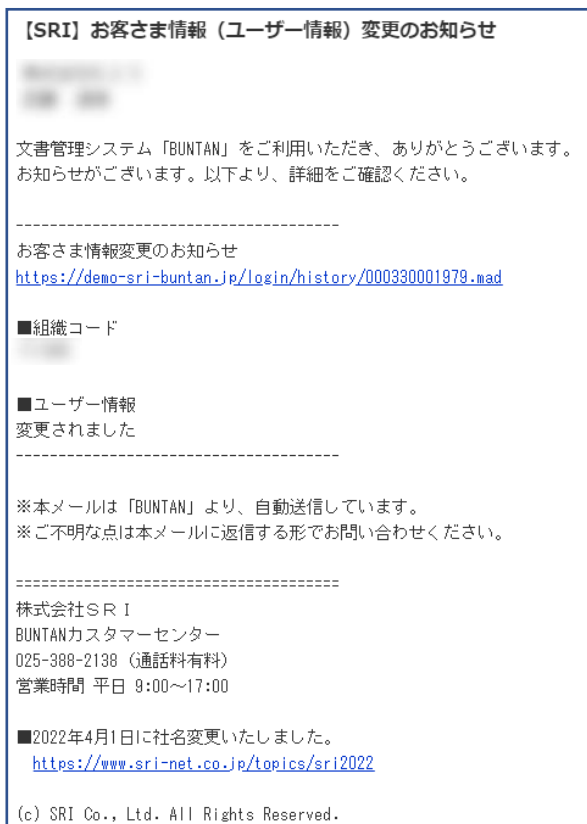 【SRI】お客さま情報（ユーザー情報）変更のお知らせ
文書管理システム「BUNTAN」をご利用いただき、ありがとうございます。
お知らせがございます。以下より、詳細をご確認ください。
--------------------------------------
お客さま情報変更のお知らせ
https://demo-sri-buntan.jp/login/history/000330001979.mad
■組織コード
■ユーザー情報
変更されました
--------------------------------------
※本メールは「BUNTAN」より、自動送信しています。
※ご不明な点は本メールに返信する形でお問い合わせください。
======================================
株式会社ＳＲＩ
BUNTANカスタマーセンター
025-388-2138（通話料有料）
営業時間 平日 9:00～17:00
■2022年4月1日に社名変更いたしました。
https://www.sri-net.co.jp/topics/sri2022
(c) SRI Co., Ltd. All Rights Reserved.